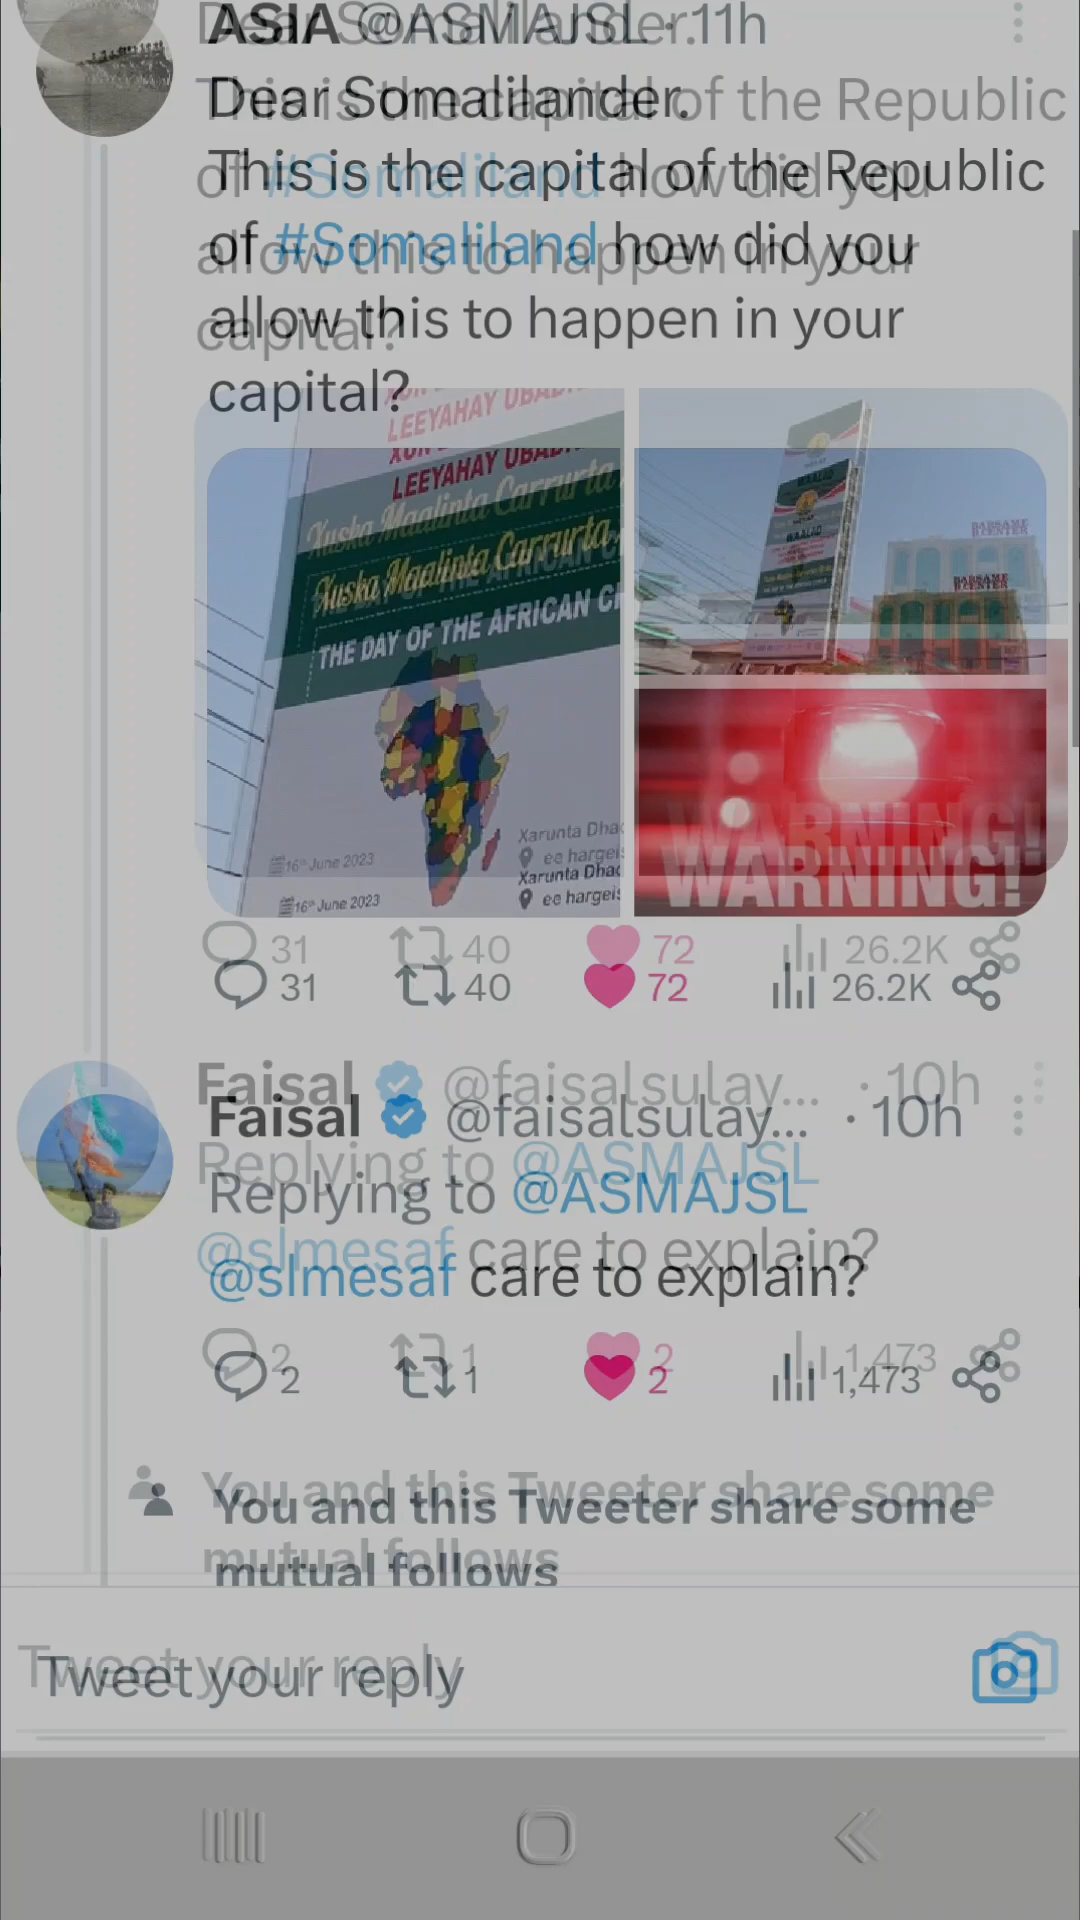 ASIA @ASMAJSL · 11h
Dear Somalilander.
This is the capital of the Republic
of #Somaliland how did you
allow this to happen in your
capital?
LEEYAHAY UBAD
Xuska Maalinta Carrurta
THE DAY OF THE AFRICAN C
16th June 2023
Xarunta Dha
ee hargeis
WAALID
WARNING!
31 40 72 26.2K
Faisal @faisalsulay... · 10h
Replying to @ASMAJSL
@slmesaf care to explain?
2 1 2 1,473
You and this Tweeter share some
mutual follows
Tweet your reply